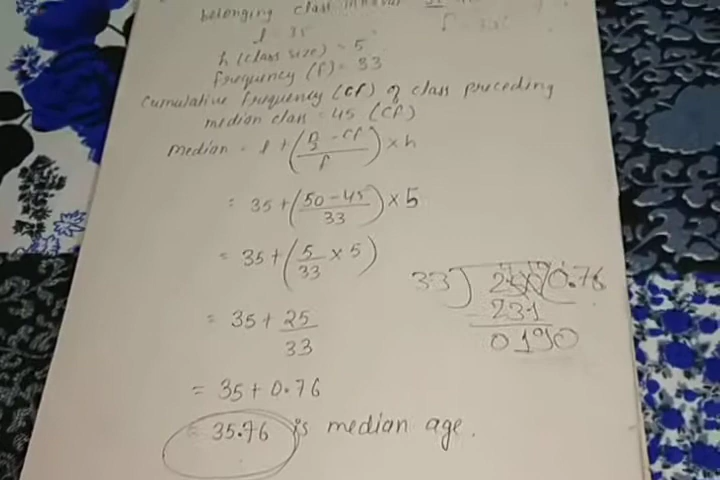 belonging class
l = 35
h (class size) = 5
frequency (f) = 33
Cumulative frequency (Cf) of class preceding
median class = 45 (Cf)
Median = l + ( n/2 - Cf / f ) × h
= 35 + ( 50 - 45 / 33 ) × 5
= 35 + ( 5/33 × 5 )
33 ) 250 ( 0.76
= 35 + 25/33
231
0190
= 35 + 0.76
= 35.76 is median age.